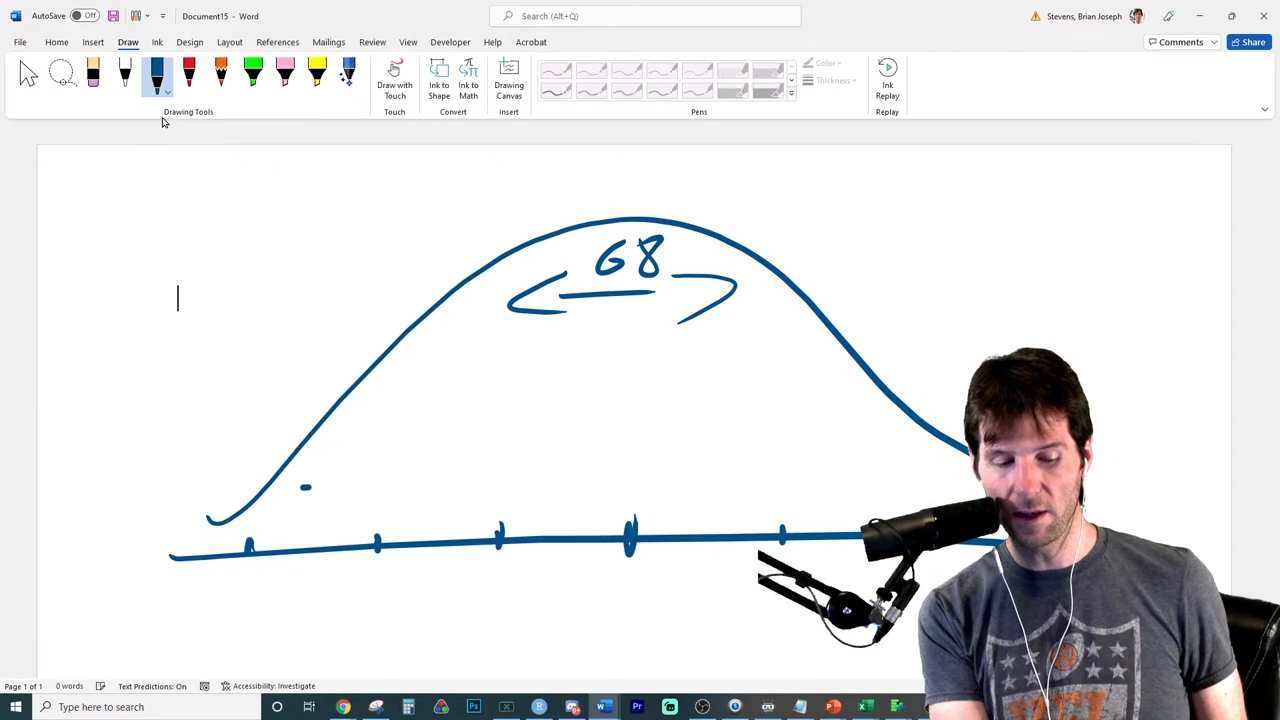 AutoSave Off
Document15 - Word
Search (Alt+Q)
Stevens, Brian Joseph
File Home Insert Draw Ink Design Layout References Mailings Review View Developer Help Acrobat
Comments
Share
Draw with Touch
Ink to Shape
Ink to Math
Drawing Canvas
Color
Thickness
Ink Replay
Drawing Tools
Touch
Convert
Insert
Pens
Replay
68
Page 1 of 1
0 words
Text Predictions: On
Accessibility: Investigate
Type here to search